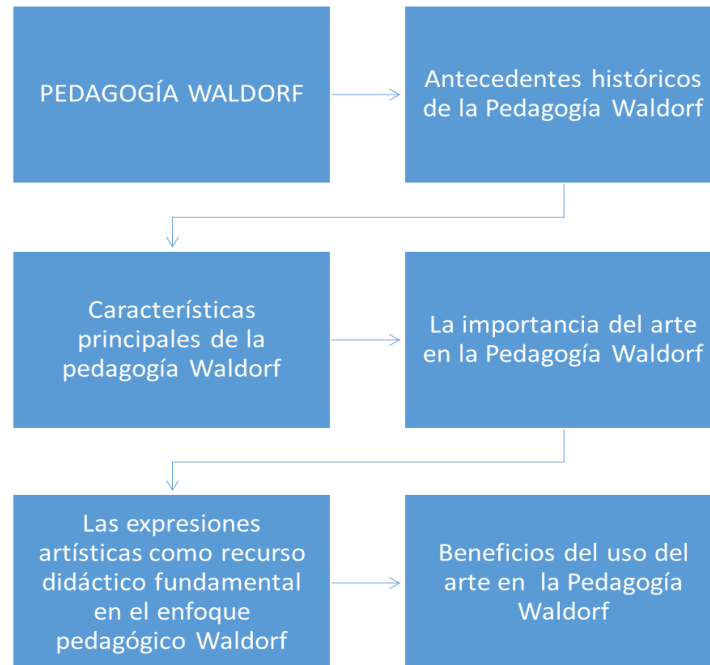 PEDAGOGÍA WALDORF
Antecedentes históricos
de la Pedagogía Waldorf
Características
principales de la
pedagogía Waldorf
La importancia del arte
en la Pedagogía Waldorf
Las expresiones
artísticas como recurso
didáctico fundamental
en el enfoque
pedagógico Waldorf
Beneficios del uso del
arte en la Pedagogía
Waldorf